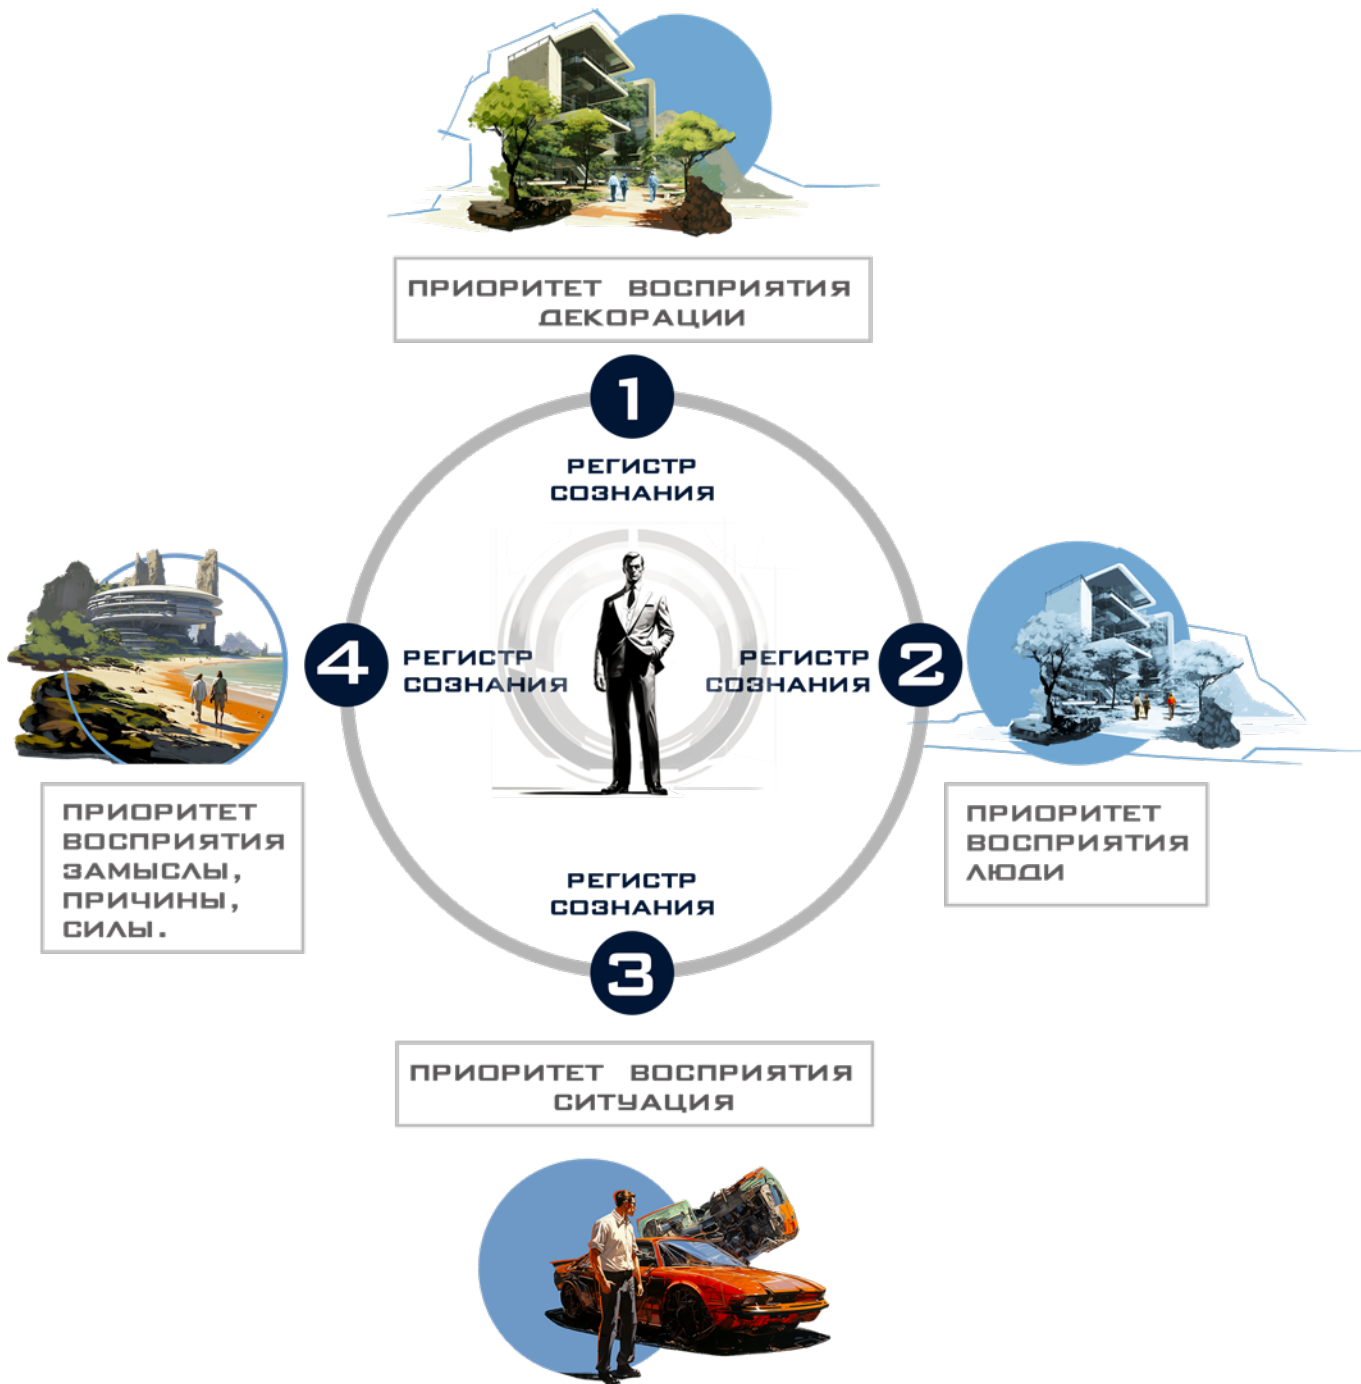 ПРИОРИТЕТ ВОСПРИЯТИЯ
ДЕКОРАЦИИ
1
РЕГИСТР
СОЗНАНИЯ
4
РЕГИСТР
СОЗНАНИЯ
РЕГИСТР
СОЗНАНИЯ
2
ПРИОРИТЕТ
ВОСПРИЯТИЯ
ЗАМЫСЛЫ,
ПРИЧИНЫ,
СИЛЫ.
ПРИОРИТЕТ
ВОСПРИЯТИЯ
ЛЮДИ
РЕГИСТР
СОЗНАНИЯ
3
ПРИОРИТЕТ ВОСПРИЯТИЯ
СИТУАЦИЯ